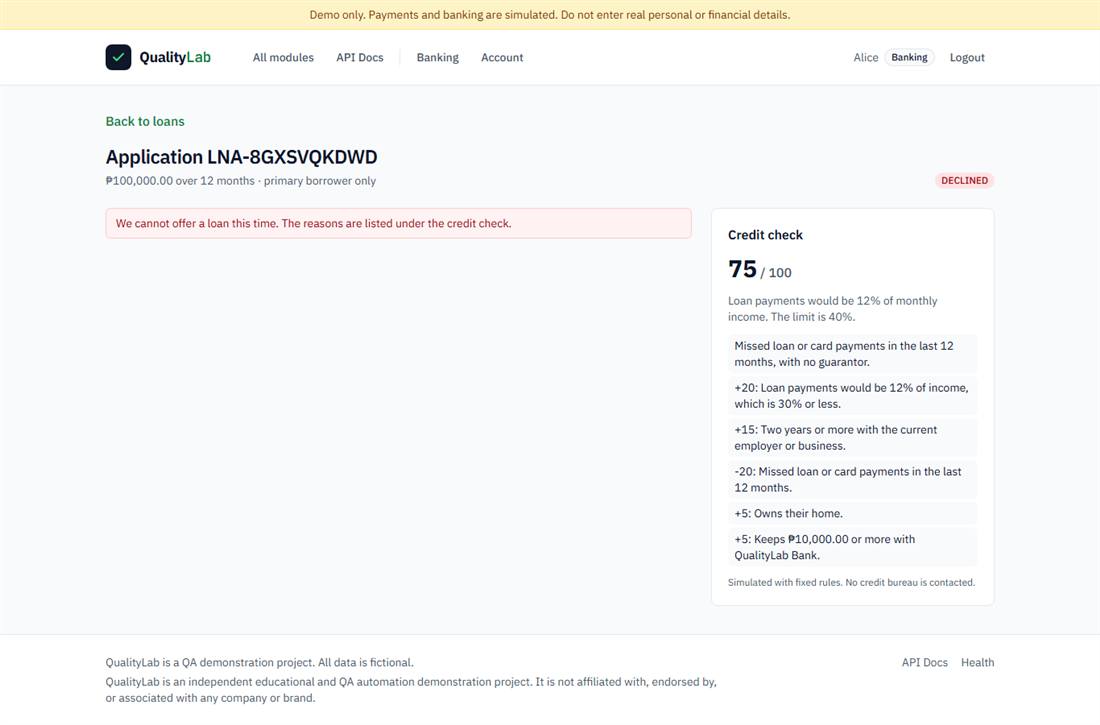 Demo only. Payments and banking are simulated. Do not enter real personal or financial details.
QualityLab
All modules
API Docs
Banking
Account
Alice
Banking
Logout
Back to loans
Application LNA-8GXSVQKDWD
₱100,000.00 over 12 months · primary borrower only
DECLINED
We cannot offer a loan this time. The reasons are listed under the credit check.
Credit check
75 / 100
Loan payments would be 12% of monthly
income. The limit is 40%.
Missed loan or card payments in the last 12
months, with no guarantor.
+20: Loan payments would be 12% of income,
which is 30% or less.
+15: Two years or more with the current
employer or business.
-20: Missed loan or card payments in the last
12 months.
+5: Owns their home.
+5: Keeps ₱10,000.00 or more with
QualityLab Bank.
Simulated with fixed rules. No credit bureau is contacted.
QualityLab is a QA demonstration project. All data is fictional.
API Docs
Health
QualityLab is an independent educational and QA automation demonstration project. It is not affiliated with, endorsed by,
or associated with any company or brand.